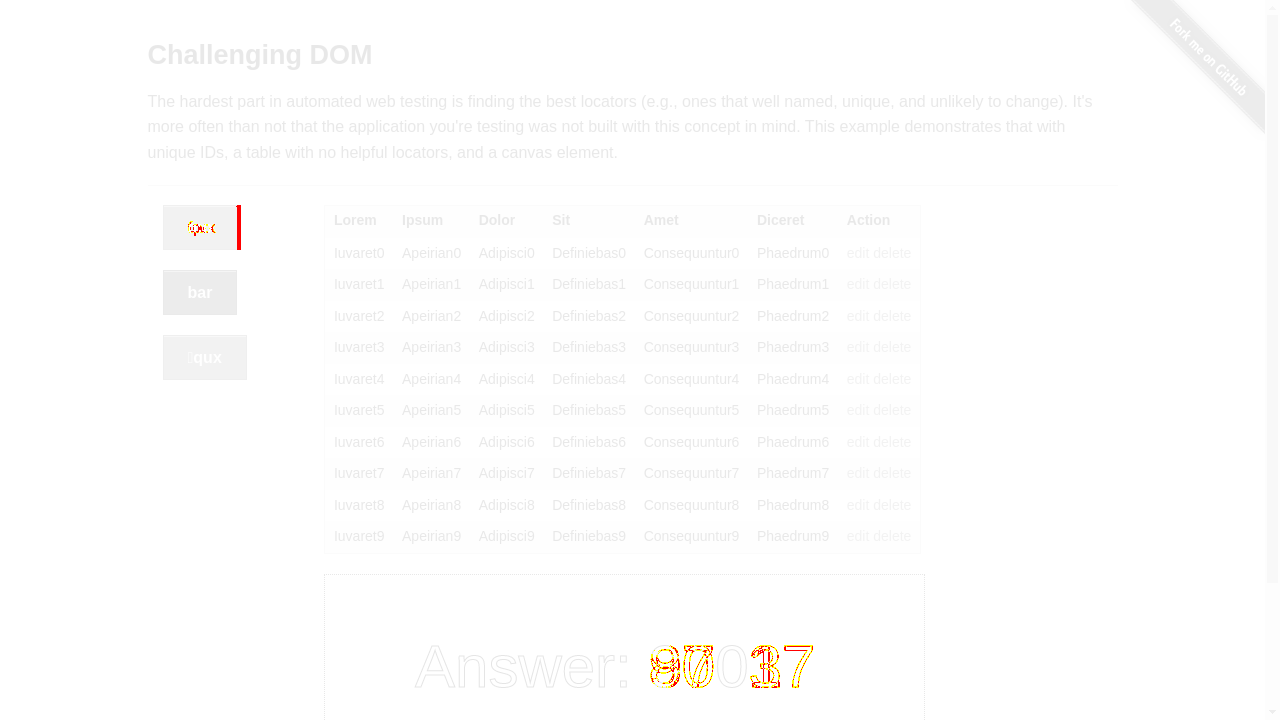 Fork me on GitHub
Challenging DOM
The hardest part in automated web testing is finding the best locators (e.g., ones that well named, unique, and unlikely to change). It's
more often than not that the application you're testing was not built with this concept in mind. This example demonstrates that with
unique IDs, a table with no helpful locators, and a canvas element.
bar
qux
Lorem Ipsum Dolor Sit Amet Diceret Action
Iuvaret0 Apeirian0 Adipisci0 Definiebas0 Consequuntur0 Phaedrum0 edit delete
Iuvaret1 Apeirian1 Adipisci1 Definiebas1 Consequuntur1 Phaedrum1 edit delete
Iuvaret2 Apeirian2 Adipisci2 Definiebas2 Consequuntur2 Phaedrum2 edit delete
Iuvaret3 Apeirian3 Adipisci3 Definiebas3 Consequuntur3 Phaedrum3 edit delete
Iuvaret4 Apeirian4 Adipisci4 Definiebas4 Consequuntur4 Phaedrum4 edit delete
Iuvaret5 Apeirian5 Adipisci5 Definiebas5 Consequuntur5 Phaedrum5 edit delete
Iuvaret6 Apeirian6 Adipisci6 Definiebas6 Consequuntur6 Phaedrum6 edit delete
Iuvaret7 Apeirian7 Adipisci7 Definiebas7 Consequuntur7 Phaedrum7 edit delete
Iuvaret8 Apeirian8 Adipisci8 Definiebas8 Consequuntur8 Phaedrum8 edit delete
Iuvaret9 Apeirian9 Adipisci9 Definiebas9 Consequuntur9 Phaedrum9 edit delete
Answer: